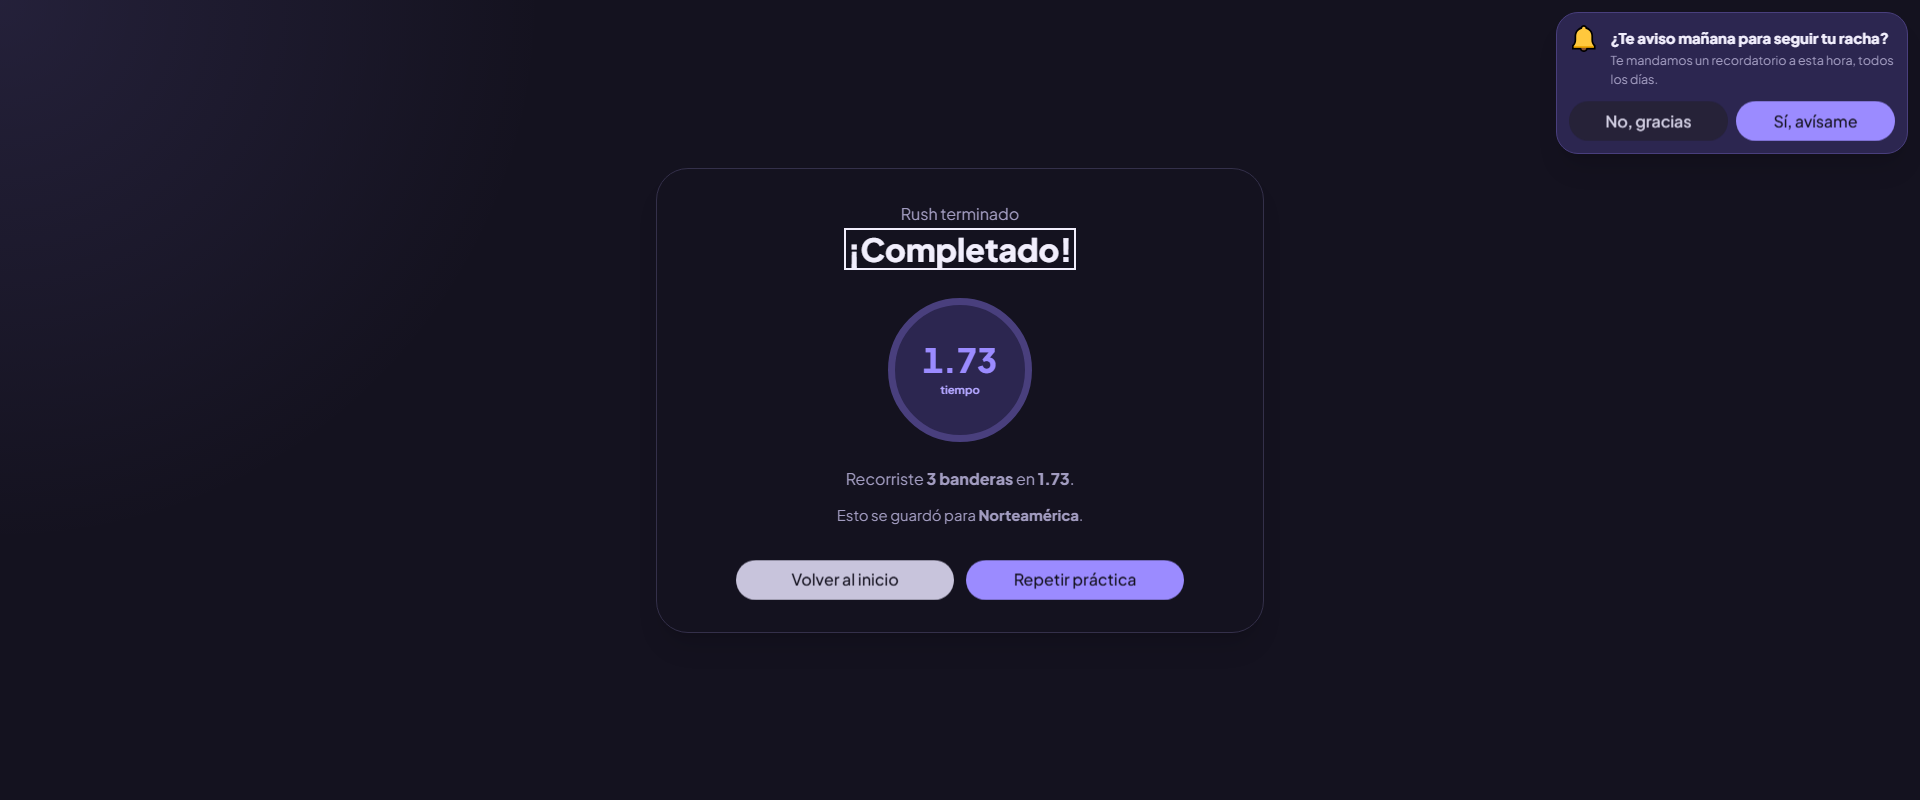 ¿Te aviso mañana para seguir tu racha?
Te mandamos un recordatorio a esta hora, todos
los días.
No, gracias
Sí, avísame
Rush terminado
¡Completado!
1.73
tiempo
Recorriste 3 banderas en 1.73.
Esto se guardó para Norteamérica.
Volver al inicio
Repetir práctica